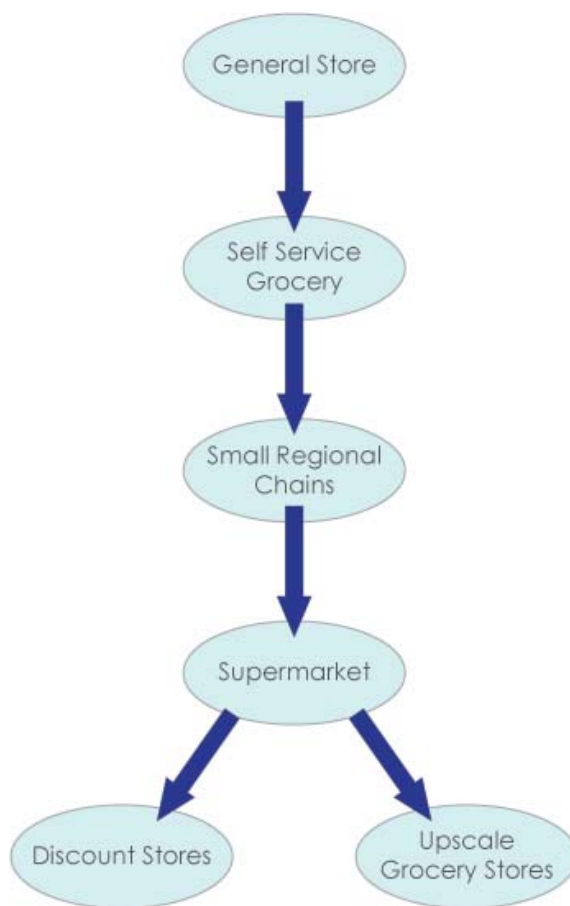 General Store
Self Service
Grocery
Small Regional
Chains
Supermarket
Discount Stores
Upscale
Grocery Stores